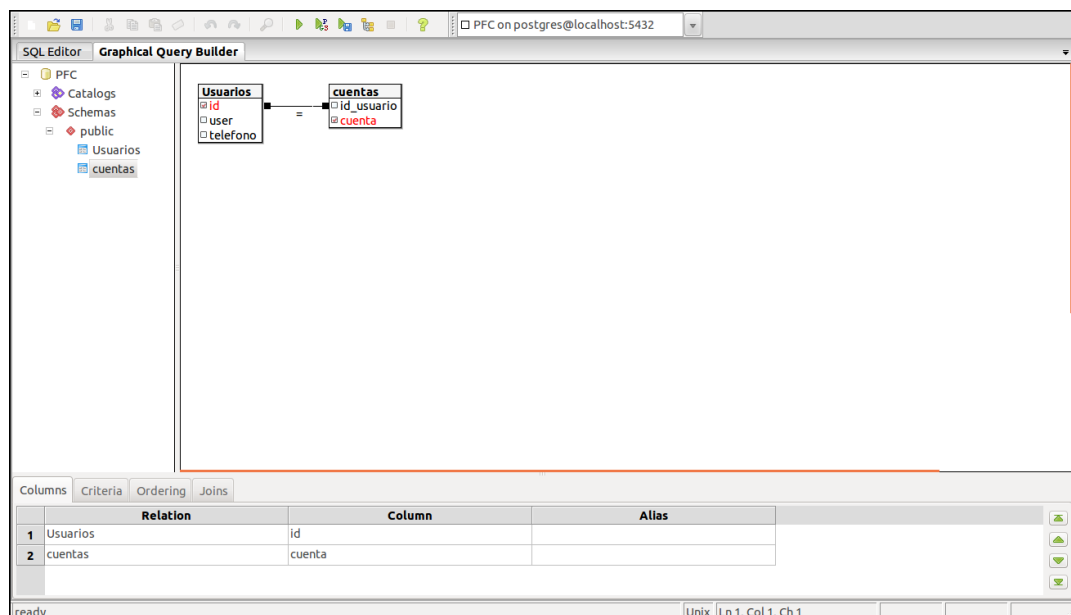 PFC on postgres@localhost:5432
SQL Editor Graphical Query Builder
PFC
Catalogs
Schemas
public
Usuarios
cuentas
Usuarios
id
user
telefono
=
cuentas
id_usuario
cuenta
Columns Criteria Ordering Joins
Relation Column Alias
1 Usuarios id
2 cuentas cuenta
ready Unix Ln 1, Col 1, Ch 1